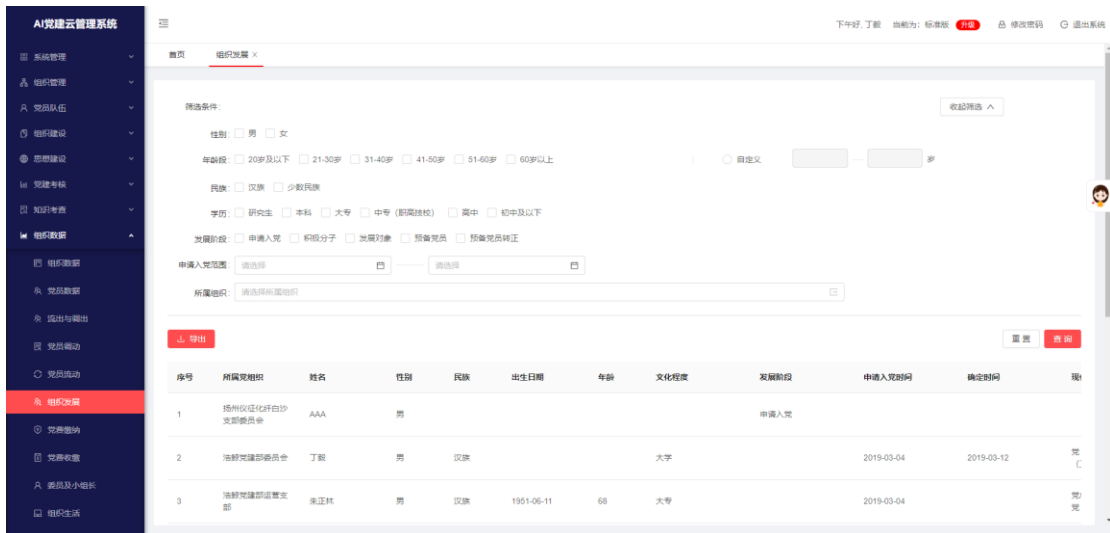 AI党建云管理系统
下午好, 丁毅 当前为: 标准版 升级 修改密码 退出系统
首页 组织发展 ×
系统管理
组织管理
党员队伍
组织建设
思想建设
党建考核
知识考查
组织数据
组织数据
党员数据
流出与调出
党员调动
党员流动
组织发展
党费缴纳
党费收缴
委员及小组长
组织生活
筛选条件:
收起筛选
性别: 男 女
年龄段: 20岁及以下 21-30岁 31-40岁 41-50岁 51-60岁 60岁以上 自定义 岁
民族: 汉族 少数民族
学历: 研究生 本科 大专 中专 (职高技校) 高中 初中及以下
发展阶段: 申请入党 积极分子 发展对象 预备党员 预备党员转正
申请入党范围: 请选择 请选择
所属组织: 请选择所属组织
导出 重置 查询
序号 所属党组织 姓名 性别 民族 出生日期 年龄 文化程度 发展阶段 申请入党时间 确定时间 现
1 扬州仪征化纤白沙支部委员会 AAA 男 申请入党
2 浩鲸党建部委员会 丁毅 男 汉族 大学 2019-03-04 2019-03-12 党
3 浩鲸党建部运营支部 朱正林 男 汉族 1951-06-11 68 大专 2019-03-04 党
党